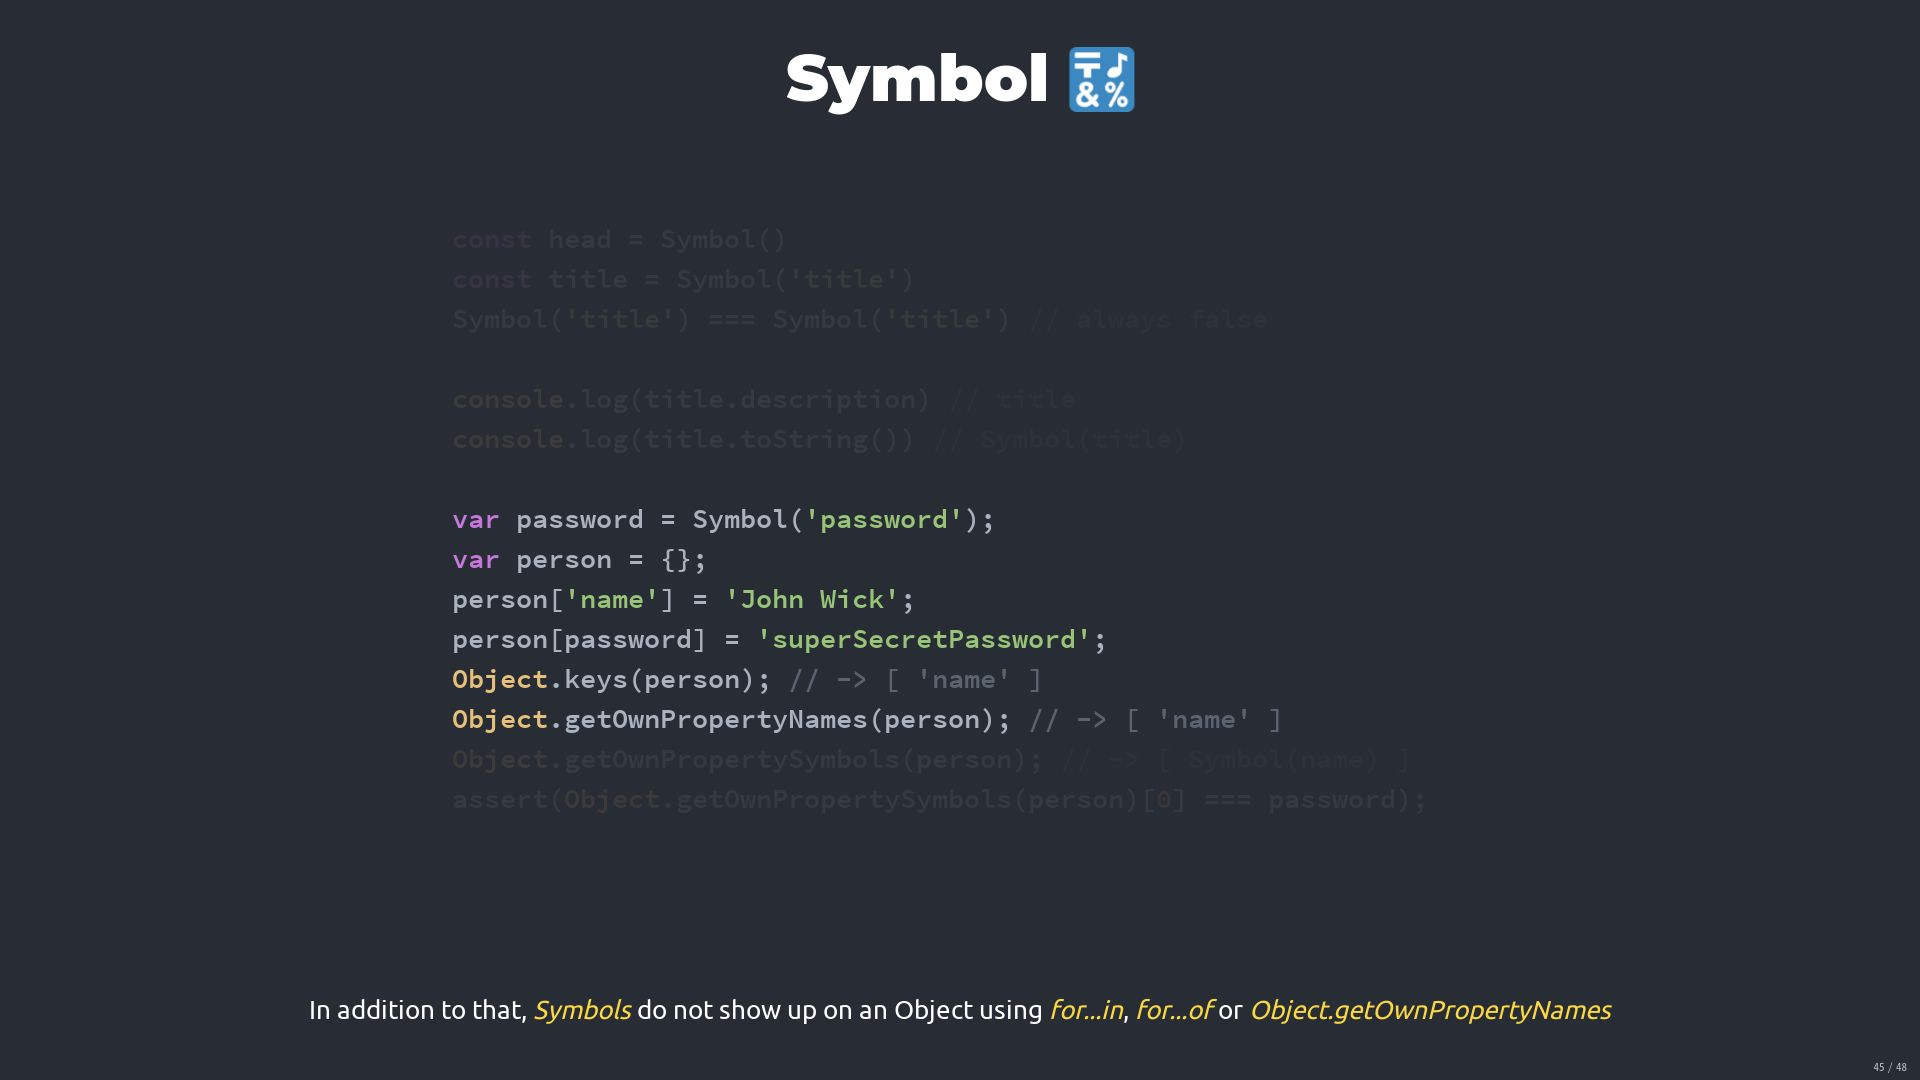 Symbol 🔣
const head = Symbol()
const title = Symbol('title')
Symbol('title') === Symbol('title') // always false
console.log(title.description) // title
console.log(title.toString()) // Symbol(title)
var password = Symbol('password');
var person = {};
person['name'] = 'John Wick';
person[password] = 'superSecretPassword';
Object.keys(person); // -> [ 'name' ]
Object.getOwnPropertyNames(person); // -> [ 'name' ]
Object.getOwnPropertySymbols(person); // -> [ Symbol(name) ]
assert(Object.getOwnPropertySymbols(person)[0] === password);
In addition to that, Symbols do not show up on an Object using for...in, for...of or Object.getOwnPropertyNames
45 / 48